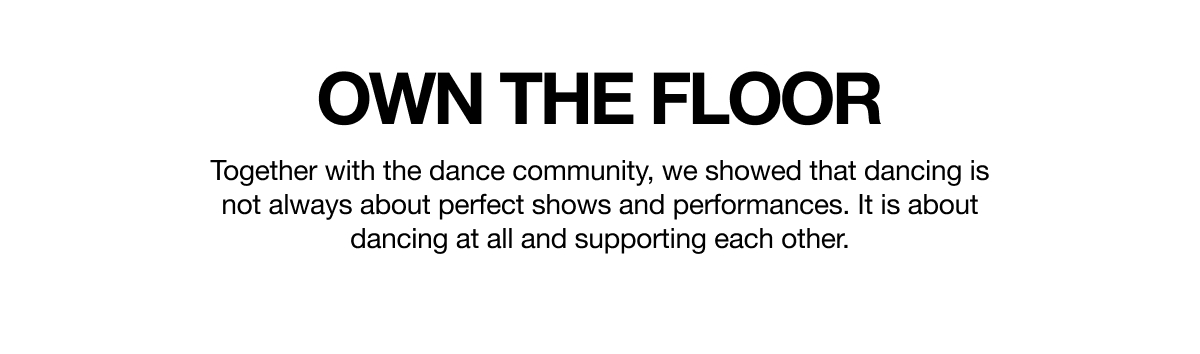 OWN THE FLOOR
Together with the dance community, we showed that dancing is
not always about perfect shows and performances. It is about
dancing at all and supporting each other.